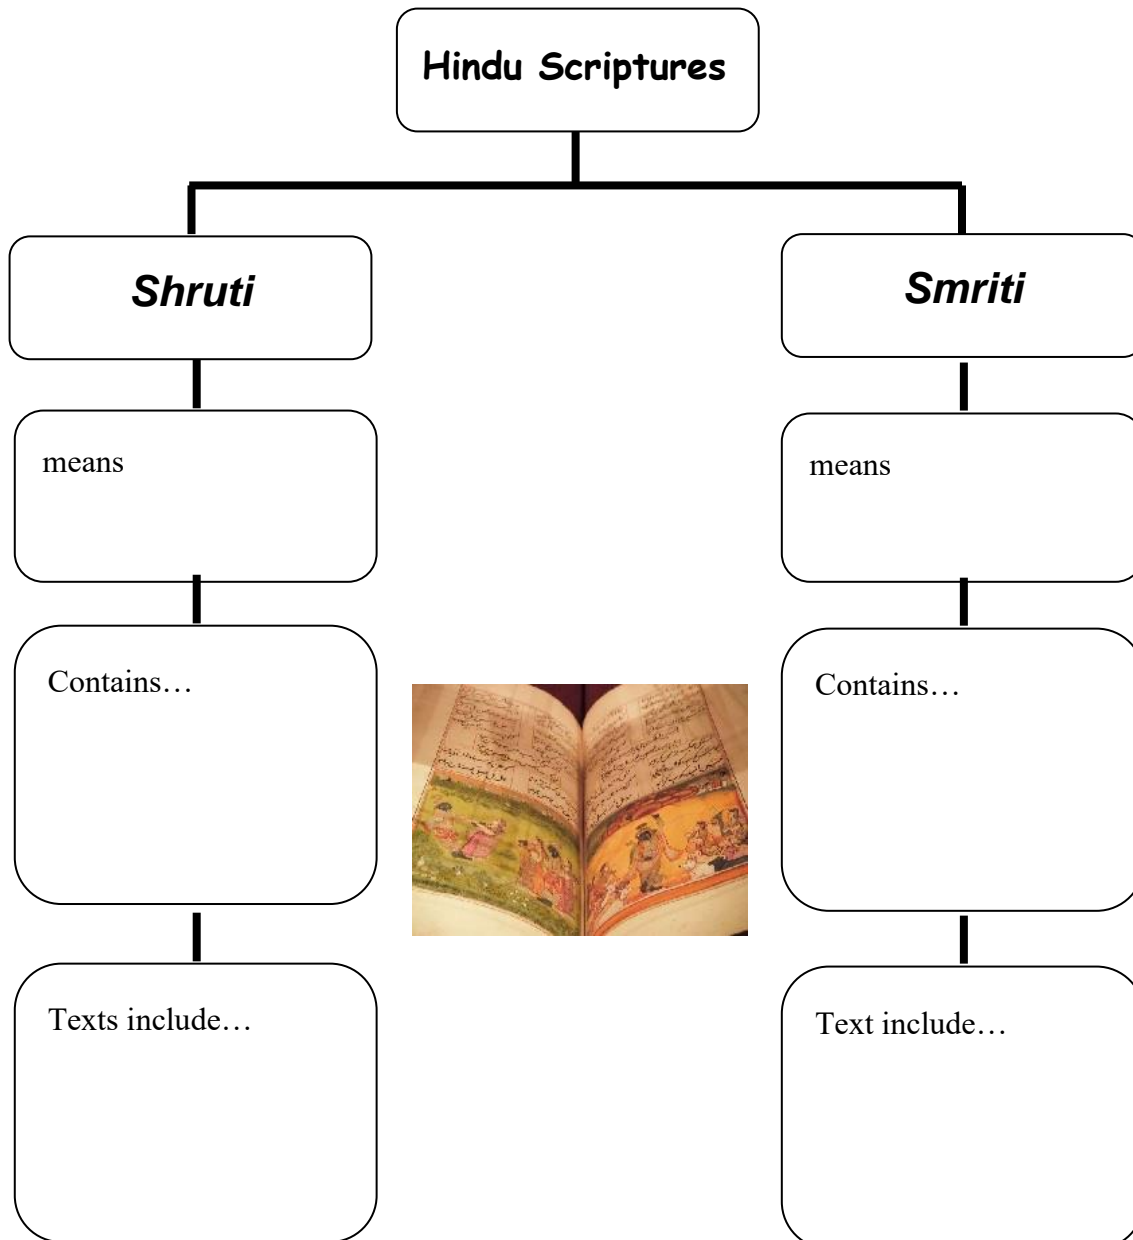 Hindu Scriptures
Shruti
Smriti
means
means
Contains…
Contains…
Texts include…
Text include…